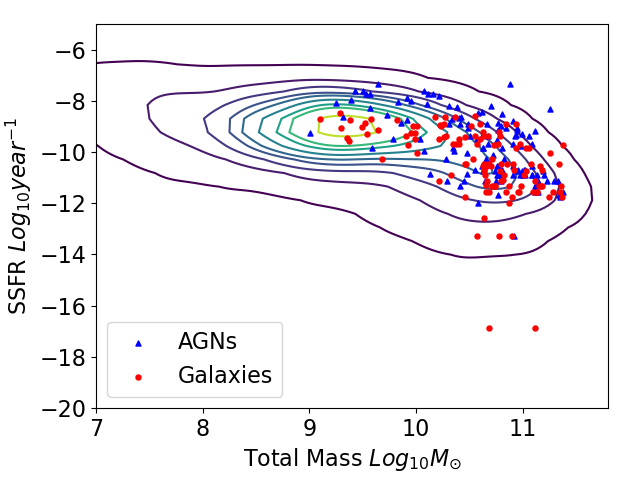 −6
−8
−10
−12
−14
−16
−18
−20
SSFR Log₁₀year⁻¹
AGNs
Galaxies
7 8 9 10 11
Total Mass Log₁₀M⊙